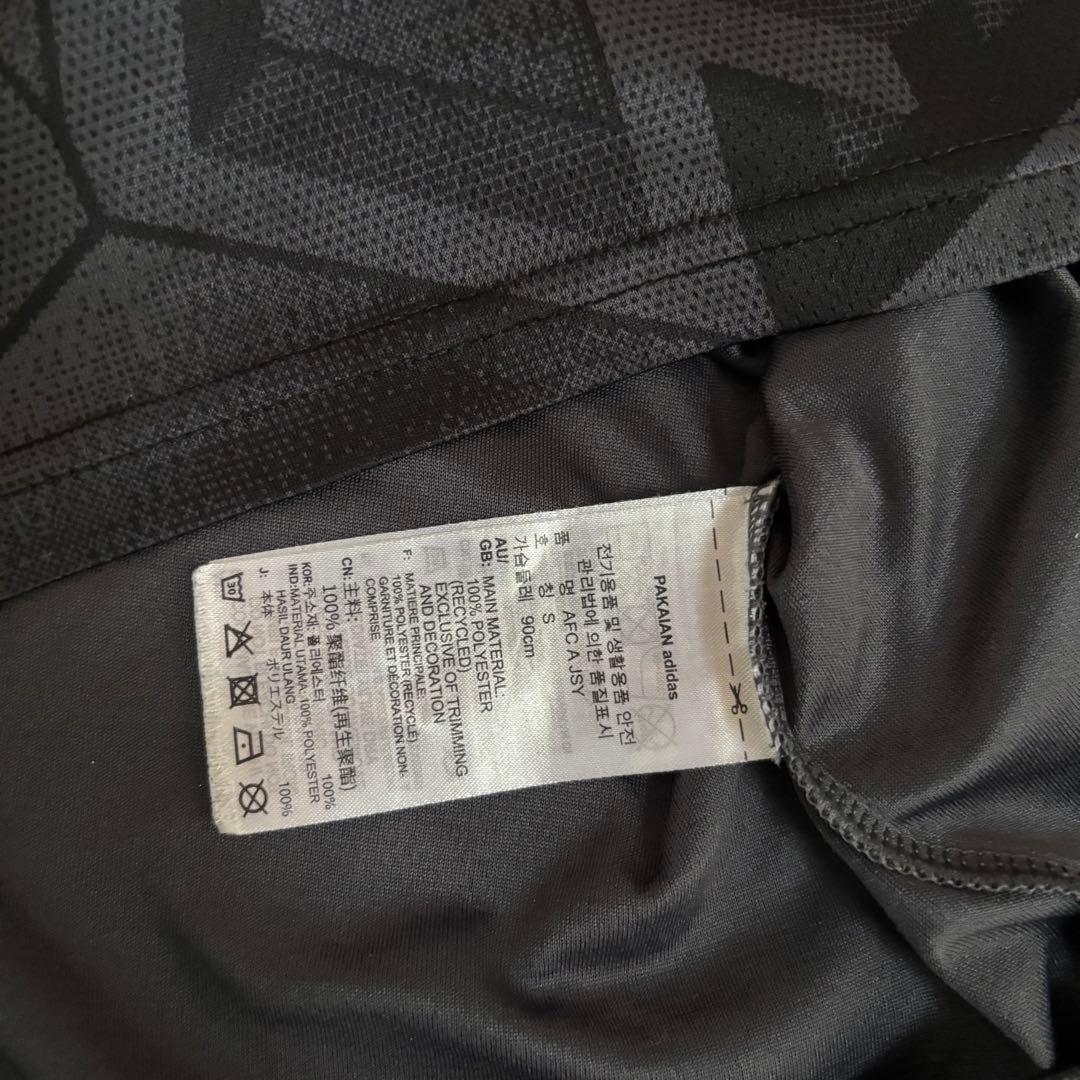 PAKAIAN adidas
전기용품 및 생활용품 안전
관리법에 의한 품질표시
품 명 AFC A JSY
호 칭 S
가슴둘레 90cm
AU/
GB: MAIN MATERIAL:
100% POLYESTER
(RECYCLED)
EXCLUSIVE OF TRIMMING
AND DECORATION
F: MATIERE PRINCIPALE:
100% POLYESTER (RECYCLÉ)
GARNITURE ET DÉCORATION NON-
COMPRISE
CN: 主料:
100% 聚酯纤维(再生聚酯)
KOR: 주소재: 폴리에스터 100%
IND: MATERIAL UTAMA: 100% POLYESTER
HASIL DAUR ULANG
J: 本体 ポリエステル 100%
30